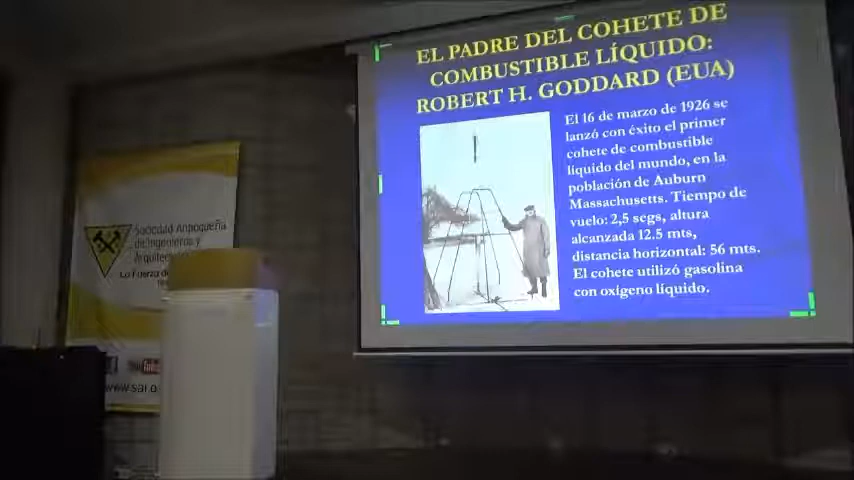 EL PADRE DEL COHETE DE
COMBUSTIBLE LÍQUIDO:
ROBERT H. GODDARD (EUA)
El 16 de marzo de 1926 se
lanzó con éxito el primer
cohete de combustible
líquido del mundo, en la
población de Auburn
Massachusetts. Tiempo de
vuelo: 2,5 segs, altura
alcanzada 12.5 mts,
distancia horizontal: 56 mts.
El cohete utilizó gasolina
con oxígeno líquido.
Sociedad Antioqueña
de Ingenieros y
La Fuerza